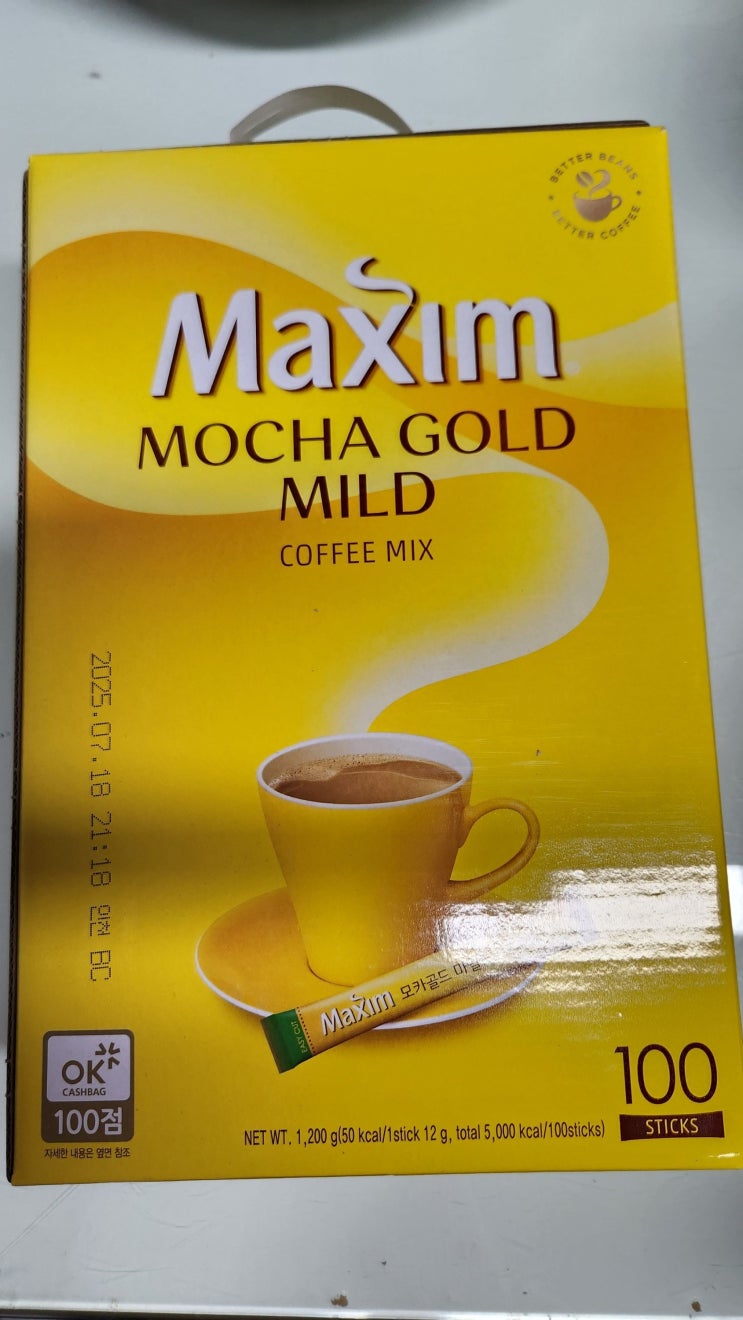 BETTER BEANS
BETTER COFFEE
Maxim
MOCHA GOLD
MILD
COFFEE MIX
2025.07.18 21:18 인천 BC
EASY CUT
Maxim 모카골드 마일
OK
CASHBAG
100점
자세한 내용은 옆면 참조
NET WT. 1,200 g(50 kcal/1stick 12 g, total 5,000 kcal/100sticks)
100
STICKS